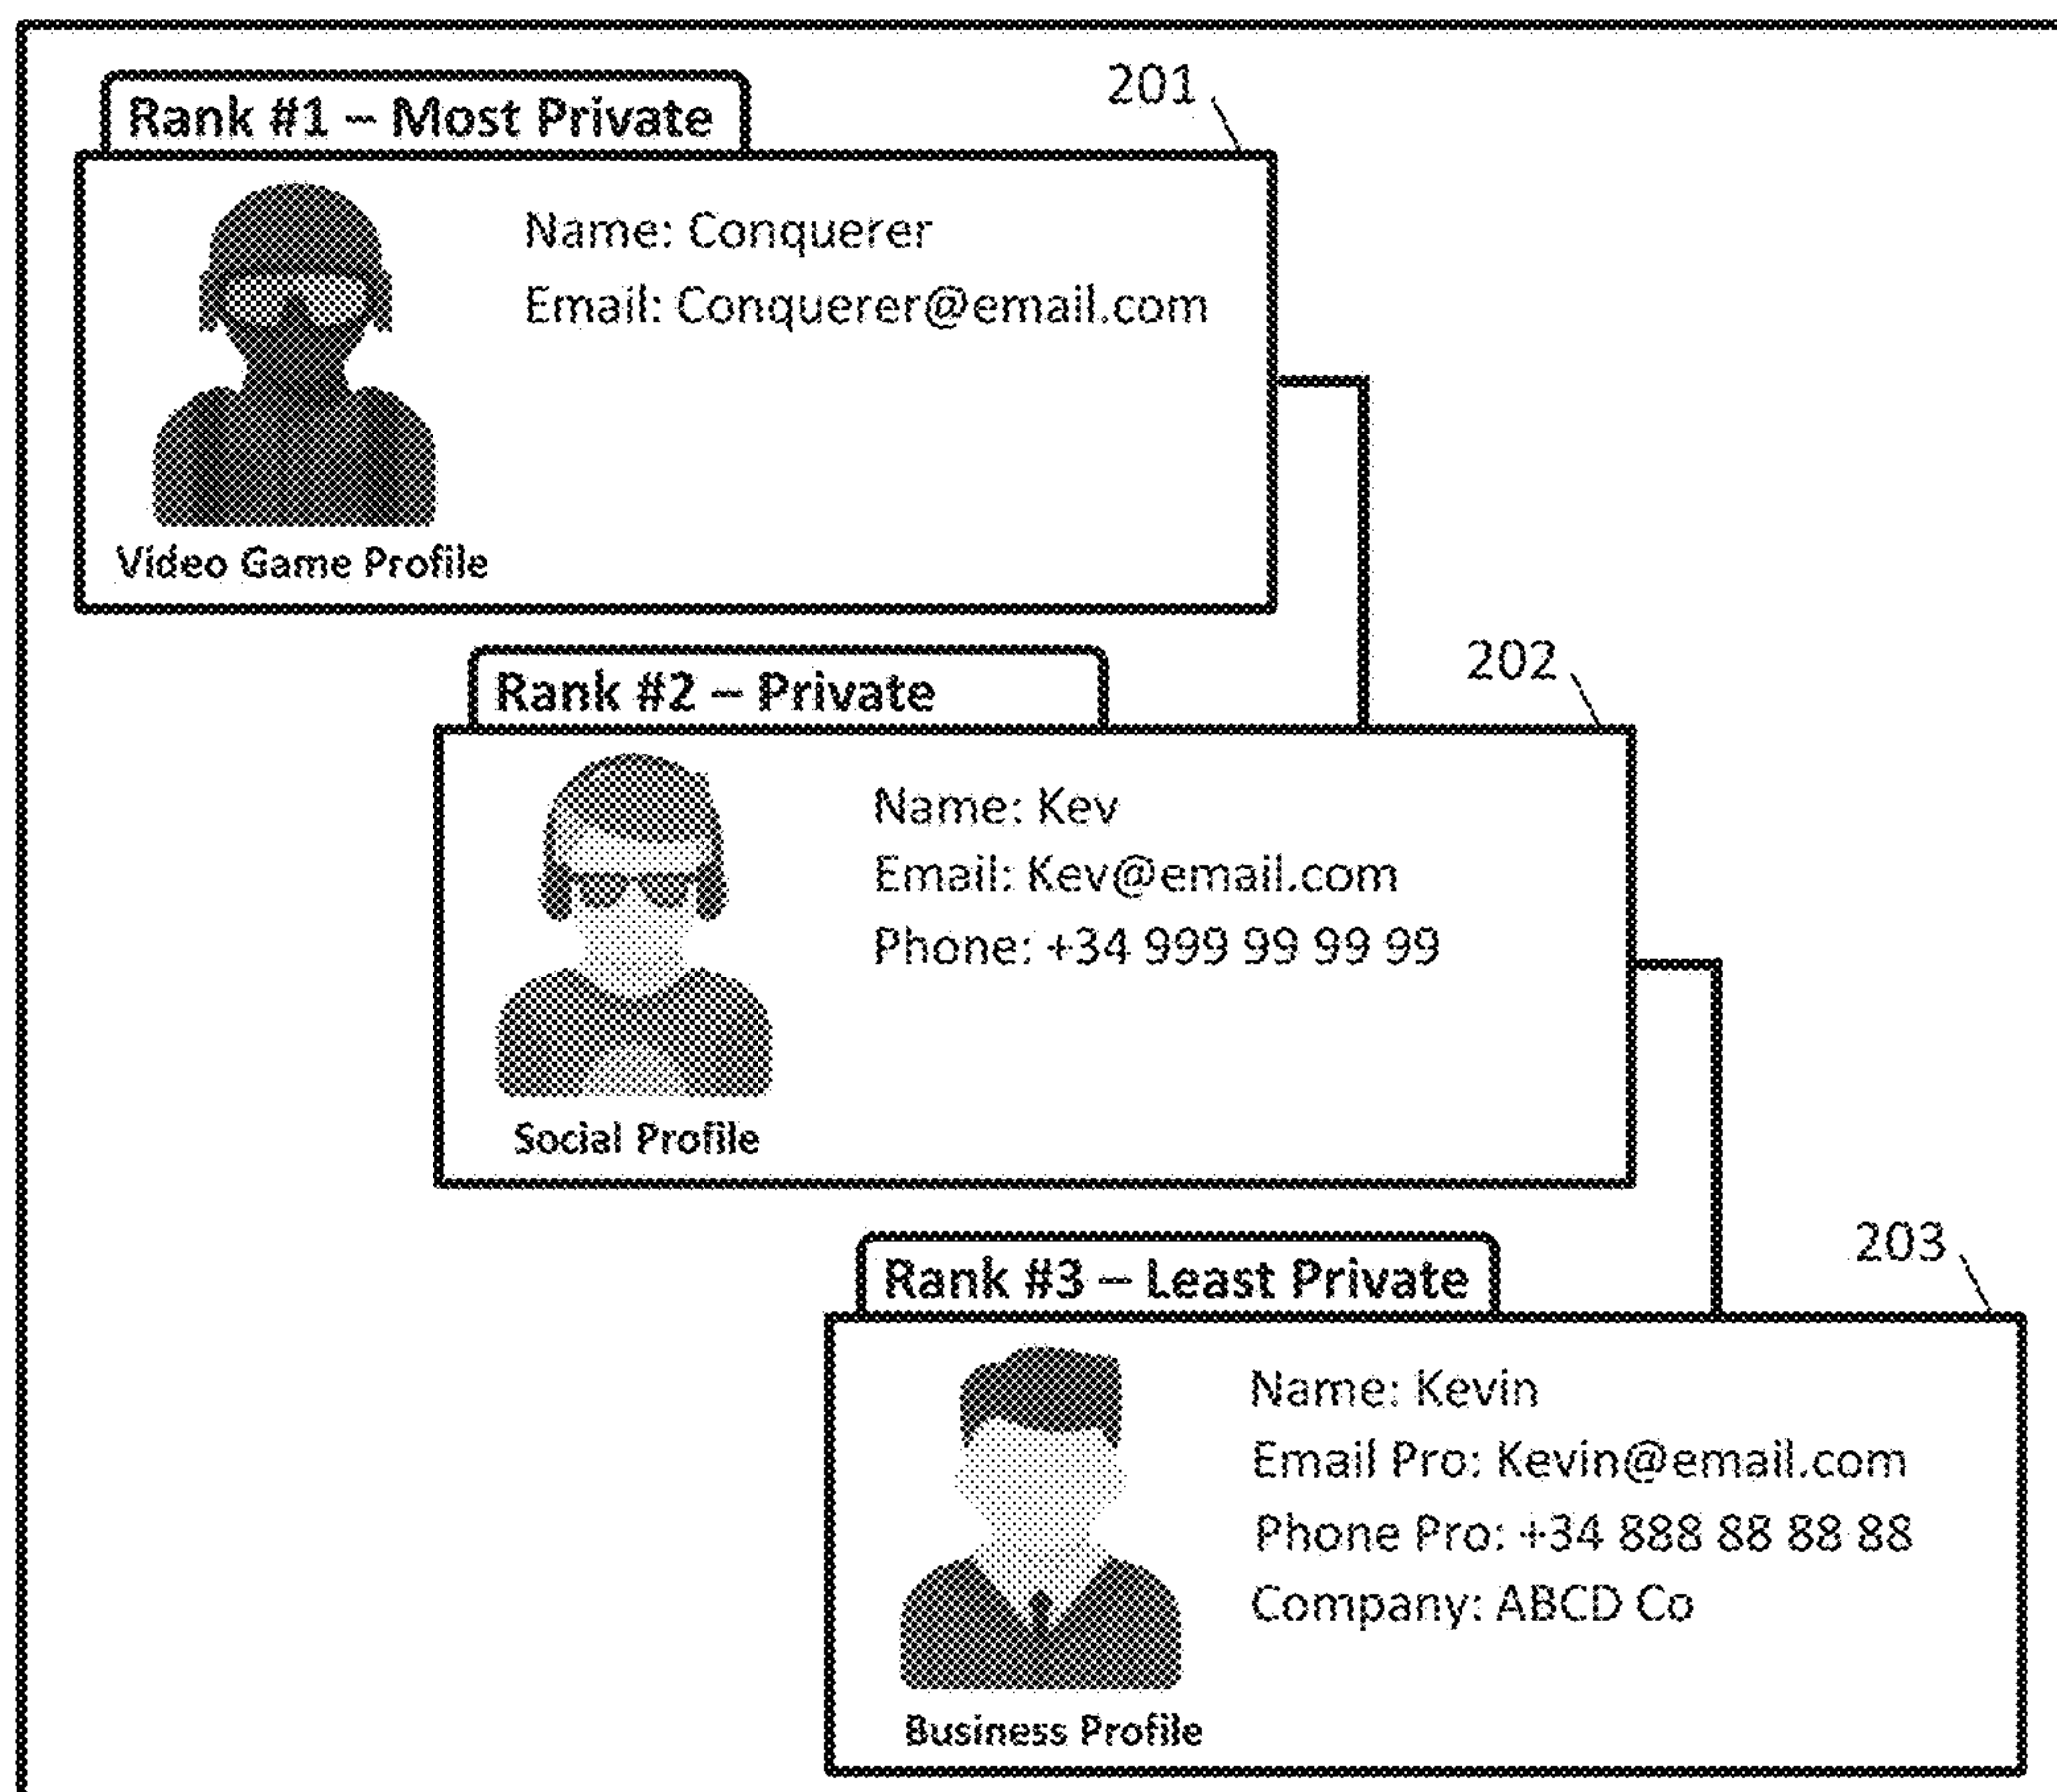 201
Rank #1 – Most Private
Name: Conquerer
Email: Conquerer@email.com
Video Game Profile
202
Rank #2 – Private
Name: Kev
Email: Kev@email.com
Phone: +34 999 99 99 99
Social Profile
203
Rank #3 – Least Private
Name: Kevin
Email Pro: Kevin@email.com
Phone Pro: +34 888 88 88 88
Company: ABCD Co
Business Profile